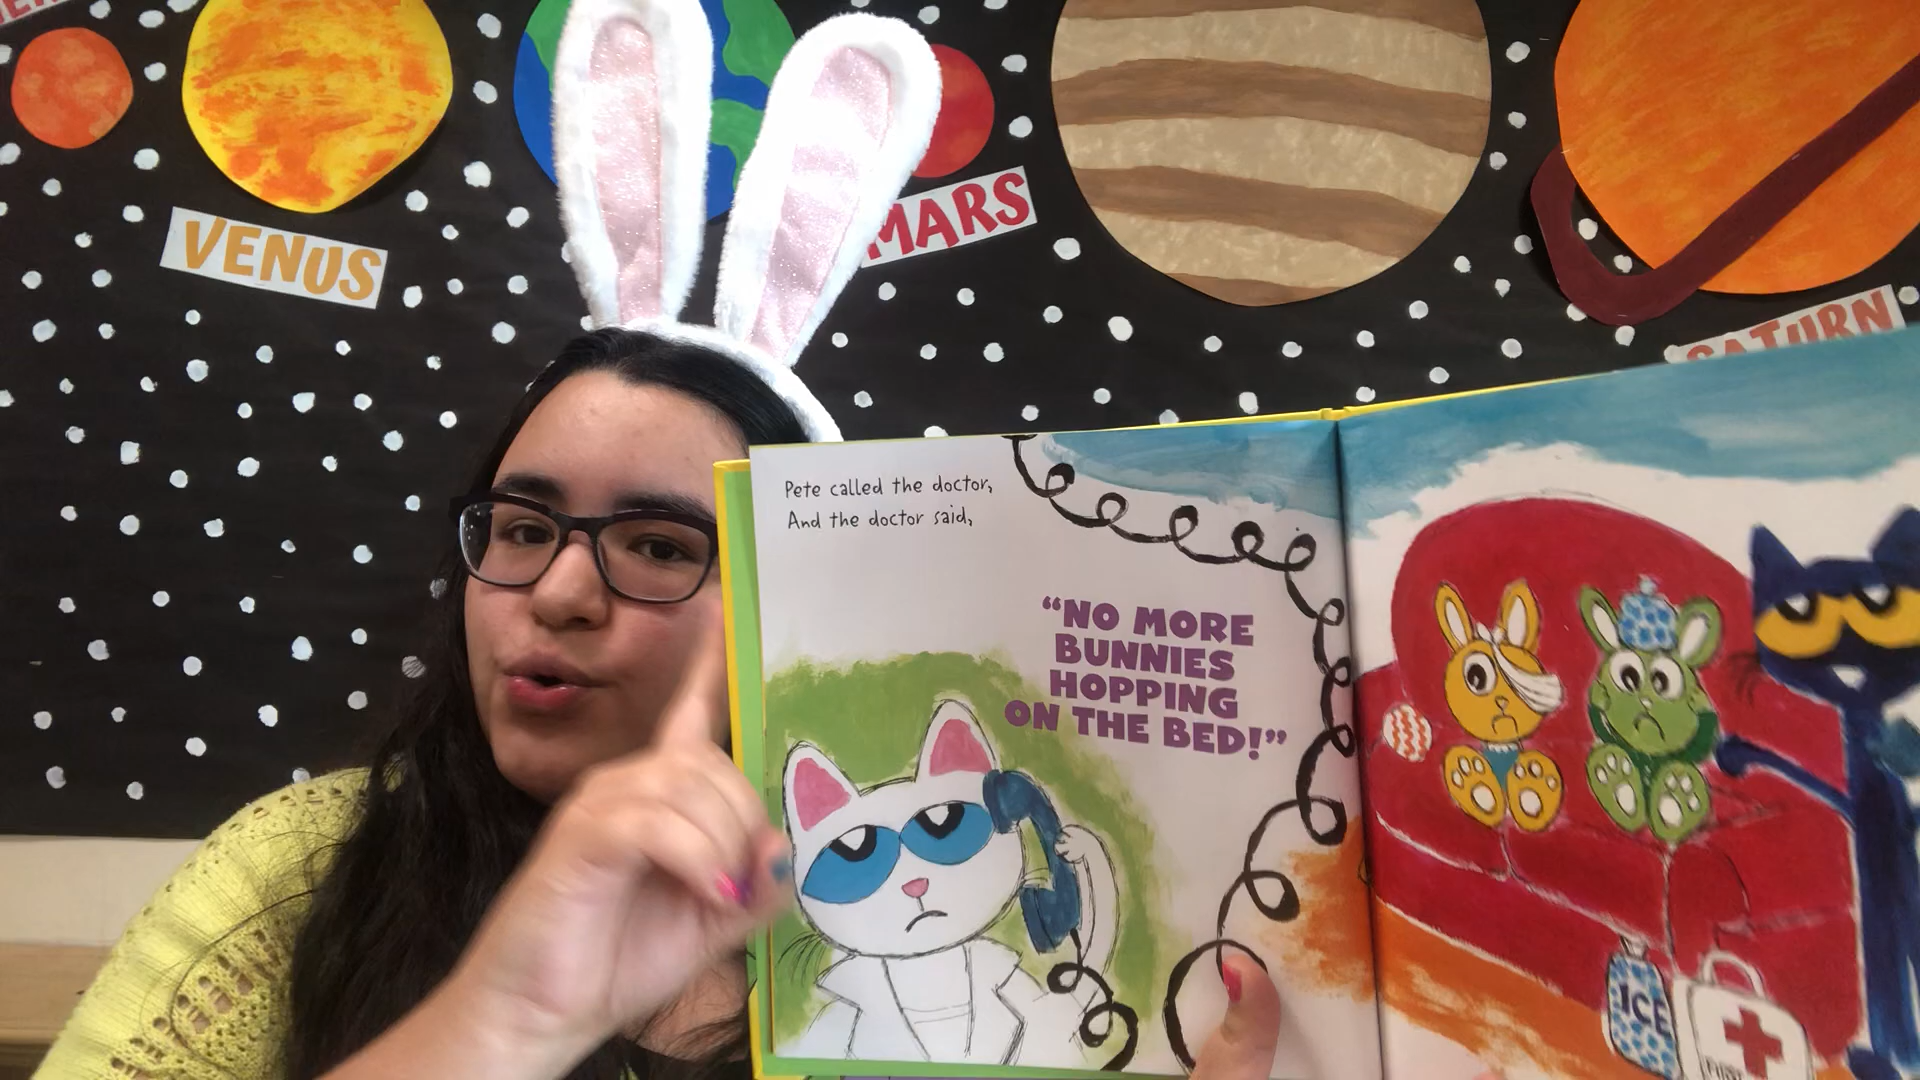 VENUS
MARS
SATURN
Pete called the doctor,
And the doctor said,
“NO MORE
BUNNIES
HOPPING
ON THE BED!”
ICE
FIRST